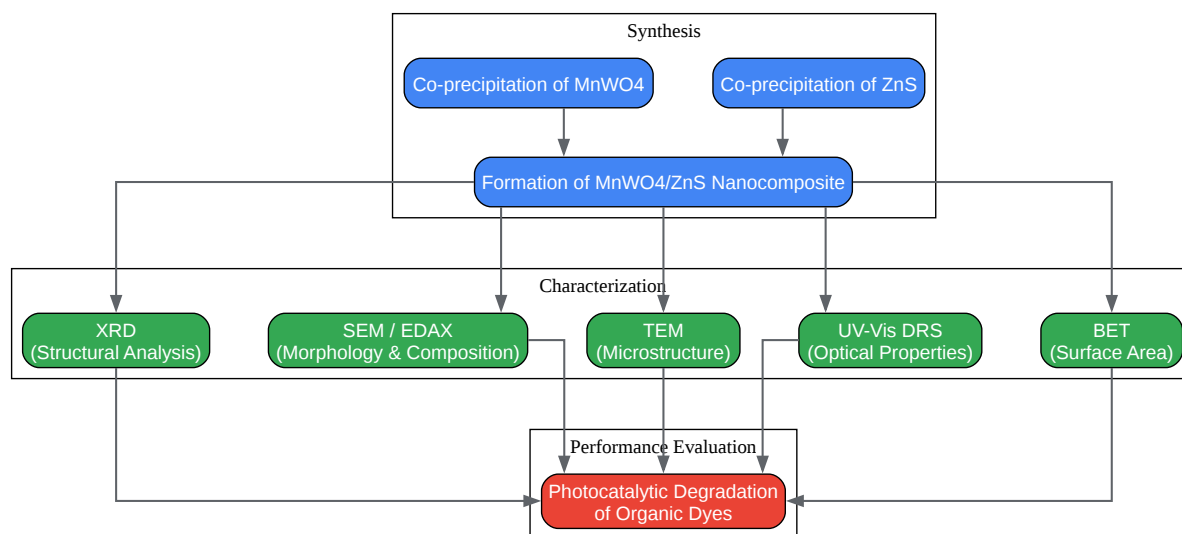 Synthesis
Co-precipitation of MnWO4
Co-precipitation of ZnS
Formation of MnWO4/ZnS Nanocomposite
Characterization
XRD
(Structural Analysis)
SEM / EDAX
(Morphology & Composition)
TEM
(Microstructure)
UV-Vis DRS
(Optical Properties)
BET
(Surface Area)
Performance Evaluation
Photocatalytic Degradation
of Organic Dyes